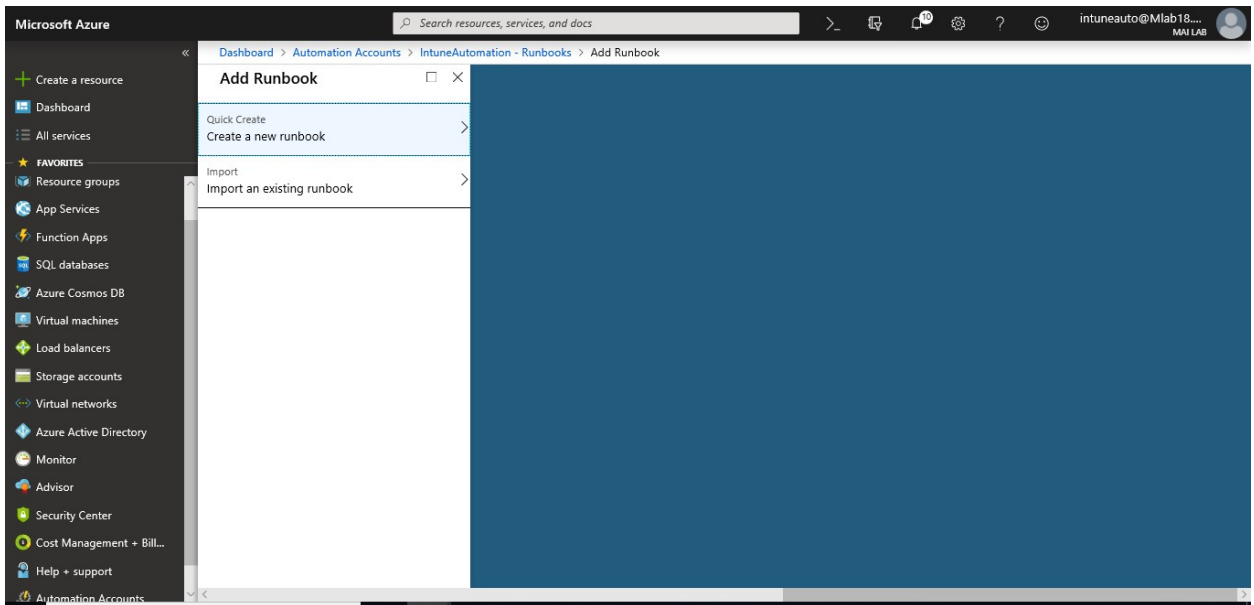 Microsoft Azure
Search resources, services, and docs
>_
10
?
intuneauto@Mlab18....
MAI LAB
«
Dashboard > Automation Accounts > IntuneAutomation - Runbooks > Add Runbook
Create a resource
Dashboard
All services
FAVORITES
Resource groups
App Services
Function Apps
SQL databases
Azure Cosmos DB
Virtual machines
Load balancers
Storage accounts
Virtual networks
Azure Active Directory
Monitor
Advisor
Security Center
Cost Management + Bill...
Help + support
Automation Accounts
Add Runbook
Quick Create
Create a new runbook
Import
Import an existing runbook